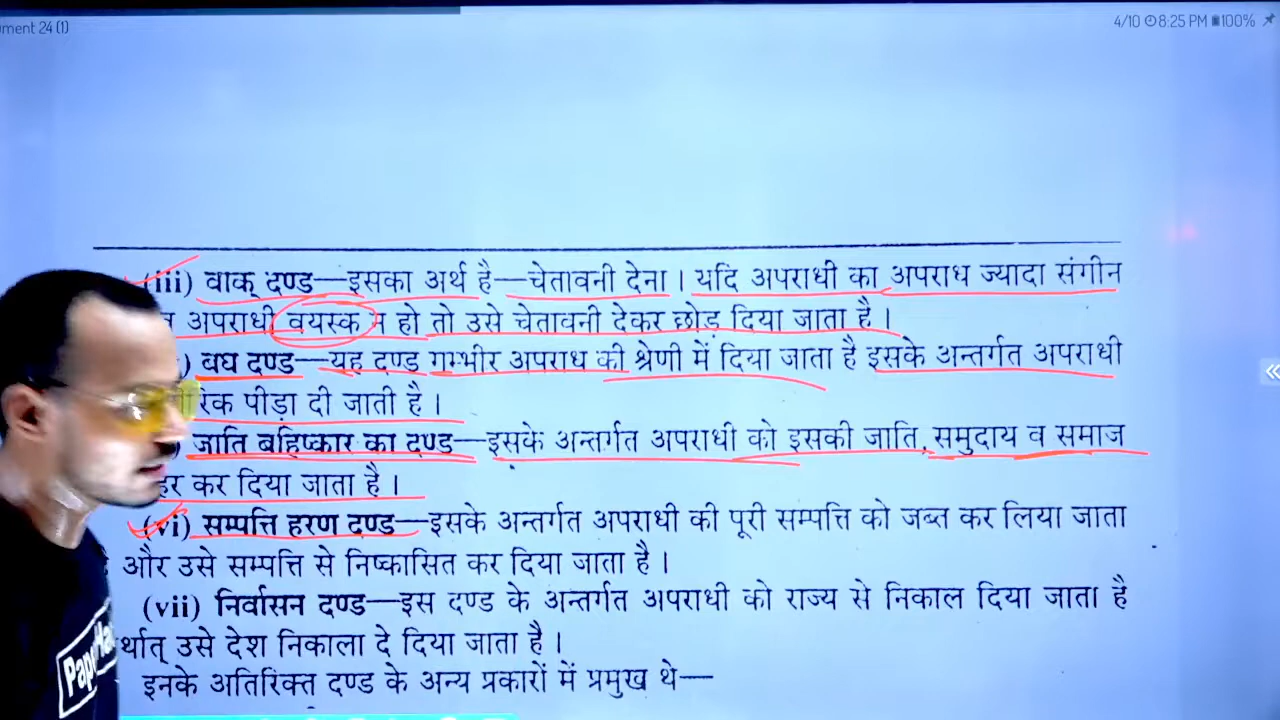 ment 24 (1)
4/10 8:25 PM 100%
(iii) वाक् दण्ड—इसका अर्थ है—चेतावनी देना। यदि अपराधी का अपराध ज्यादा संगीन
अपराधी वयस्क न हो तो उसे चेतावनी देकर छोड़ दिया जाता है।
) वघ दण्ड—यह दण्ड गम्भीर अपराध की श्रेणी में दिया जाता है इसके अन्तर्गत अपराधी
रिक पीड़ा दी जाती है।
) जाति बहिष्कार का दण्ड—इसके अन्तर्गत अपराधी को इसकी जाति, समुदाय व समाज
हर कर दिया जाता है।
(vi) सम्पत्ति हरण दण्ड—इसके अन्तर्गत अपराधी की पूरी सम्पत्ति को जब्त कर लिया जाता
और उसे सम्पत्ति से निष्कासित कर दिया जाता है।
(vii) निर्वासन दण्ड—इस दण्ड के अन्तर्गत अपराधी को राज्य से निकाल दिया जाता है
र्थात् उसे देश निकाला दे दिया जाता है।
इनके अतिरिक्त दण्ड के अन्य प्रकारों में प्रमुख थे—